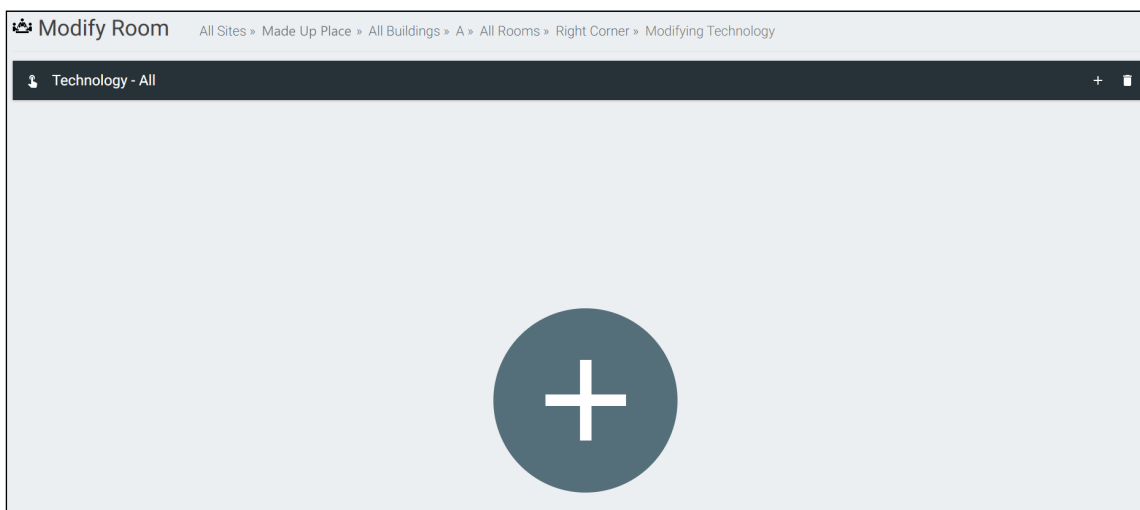 Modify Room All Sites » Made Up Place » All Buildings » A » All Rooms » Right Corner » Modifying Technology
Technology - All